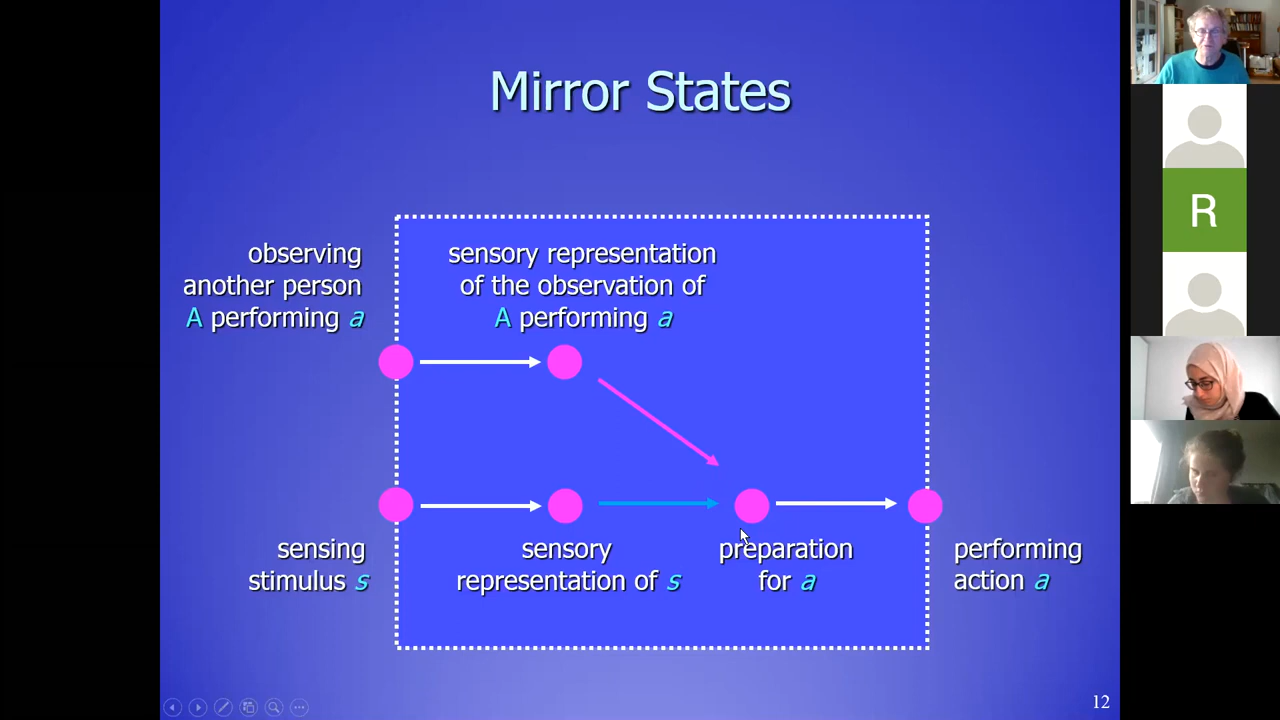 Mirror States
observing
another person
A performing a
sensory representation
of the observation of
A performing a
sensing
stimulus s
sensory
representation of s
preparation
for a
performing
action a
12
R